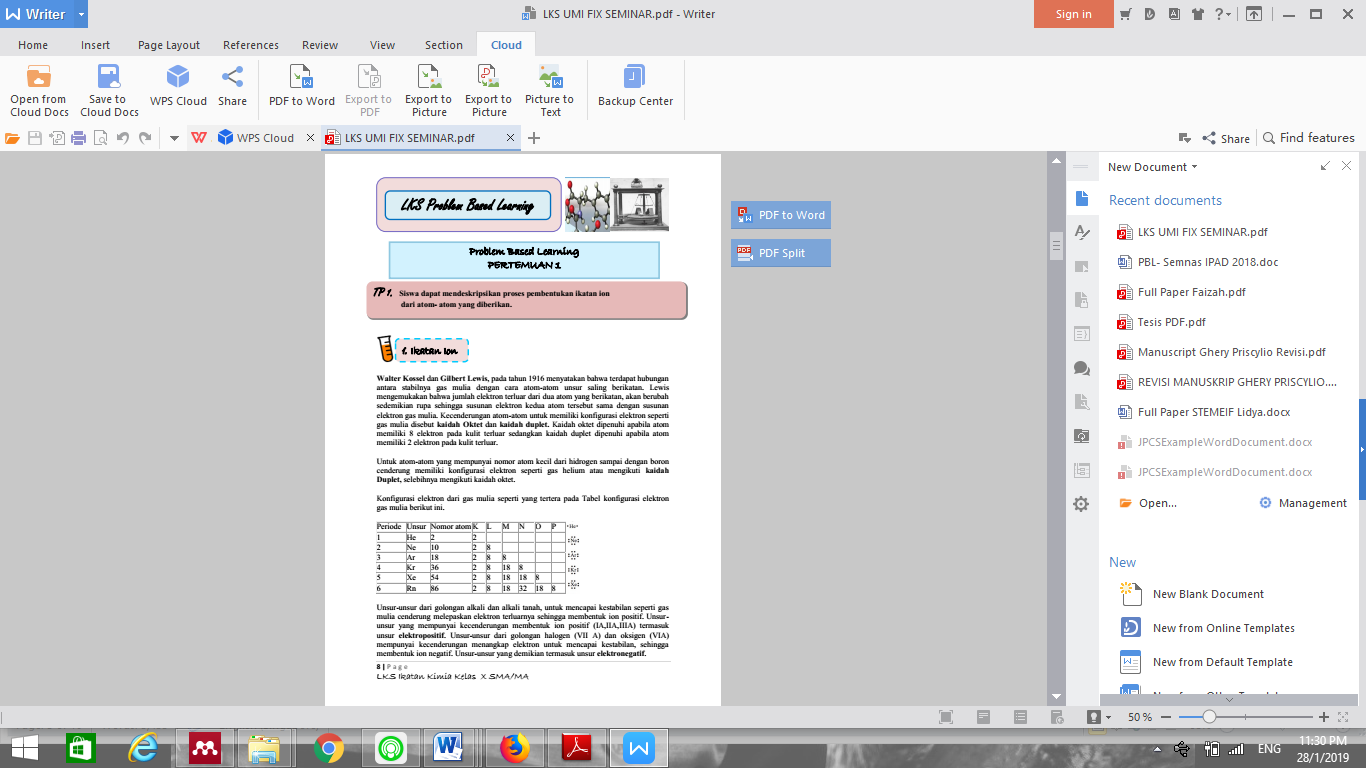 Writer
LKS UMI FIX SEMINAR.pdf - Writer
Sign in
Home Insert Page Layout References Review View Section Cloud
Open from Cloud Docs
Save to Cloud Docs
WPS Cloud
Share
PDF to Word
Export to PDF
Export to Picture
Export to Picture
Picture to Text
Backup Center
WPS Cloud
LKS UMI FIX SEMINAR.pdf
Share
Find features
LKS Problem Based Learning
Problem Based Learning
PERTEMUAN 1
TP 1. Siswa dapat mendeskripsikan proses pembentukan ikatan ion
dari atom- atom yang diberikan.
1. Ikatan Ion
Walter Kossel dan Gilbert Lewis, pada tahun 1916 menyatakan bahwa terdapat hubungan
antara stabilnya gas mulia dengan cara atom-atom unsur saling berikatan. Lewis
mengemukakan bahwa jumlah elektron terluar dari dua atom yang berikatan, akan berubah
sedemikian rupa sehingga susunan elektron kedua atom tersebut sama dengan susunan
elektron gas mulia. Kecenderungan atom-atom untuk memiliki konfigurasi elektron seperti
gas mulia disebut kaidah Oktet dan kaidah duplet. Kaidah oktet dipenuhi apabila atom
memiliki 8 elektron pada kulit terluar sedangkan kaidah duplet dipenuhi apabila atom
memiliki 2 elektron pada kulit terluar.
Untuk atom-atom yang mempunyai nomor atom kecil dari hidrogen sampai dengan boron
cenderung memiliki konfigurasi elektron seperti gas helium atau mengikuti kaidah
Duplet, selebihnya mengikuti kaidah oktet.
Konfigurasi elektron dari gas mulia seperti yang tertera pada Tabel konfigurasi elektron
gas mulia berikut ini.
Periode Unsur Nomor atom K L M N O P
1 He 2 2
2 Ne 10 2 8
3 Ar 18 2 8 8
4 Kr 36 2 8 18 8
5 Xe 54 2 8 18 18 8
6 Rn 86 2 8 18 32 18 8
Unsur-unsur dari golongan alkali dan alkali tanah, untuk mencapai kestabilan seperti gas
mulia cenderung melepaskan elektron terluarnya sehingga membentuk ion positif. Unsur-
unsur yang mempunyai kecenderungan membentuk ion positif (IA,IIA,IIIA) termasuk
unsur elektropositif. Unsur-unsur dari golongan halogen (VII A) dan oksigen (VIA)
mempunyai kecenderungan menangkap elektron untuk mencapai kestabilan, sehingga
membentuk ion negatif. Unsur-unsur yang demikian termasuk unsur elektronegatif.
8 | Page
LKS Ikatan Kimia Kelas X SMA/MA
PDF to Word
PDF Split
New Document
Recent documents
LKS UMI FIX SEMINAR.pdf
PBL- Semnas IPAD 2018.doc
Full Paper Faizah.pdf
Tesis PDF.pdf
Manuscript Ghery Priscylio Revisi.pdf
REVISI MANUSKRIP GHERY PRISCYLIO....
Full Paper STEMEIF Lidya.docx
JPCSExampleWordDocument.docx
JPCSExampleWordDocument.docx
Open... Management
New
New Blank Document
New from Online Templates
New from Default Template
50 %
ENG
11:30 PM
28/1/2019